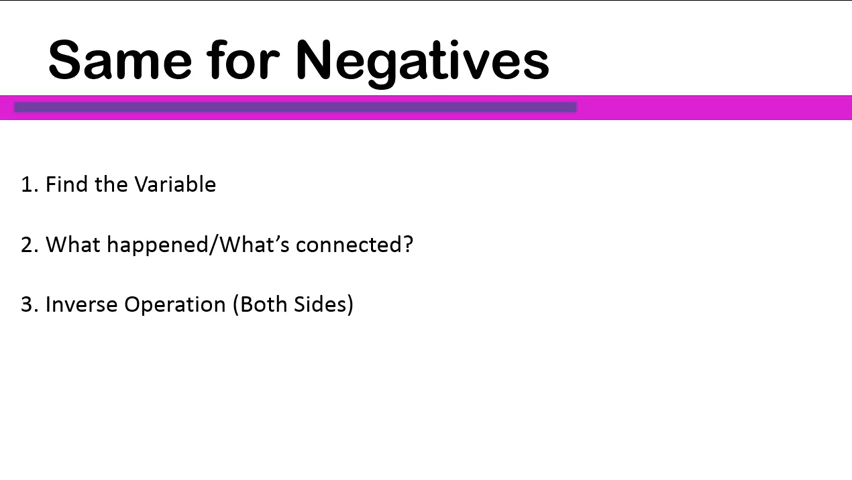 Same for Negatives
1. Find the Variable
2. What happened/What’s connected?
3. Inverse Operation (Both Sides)